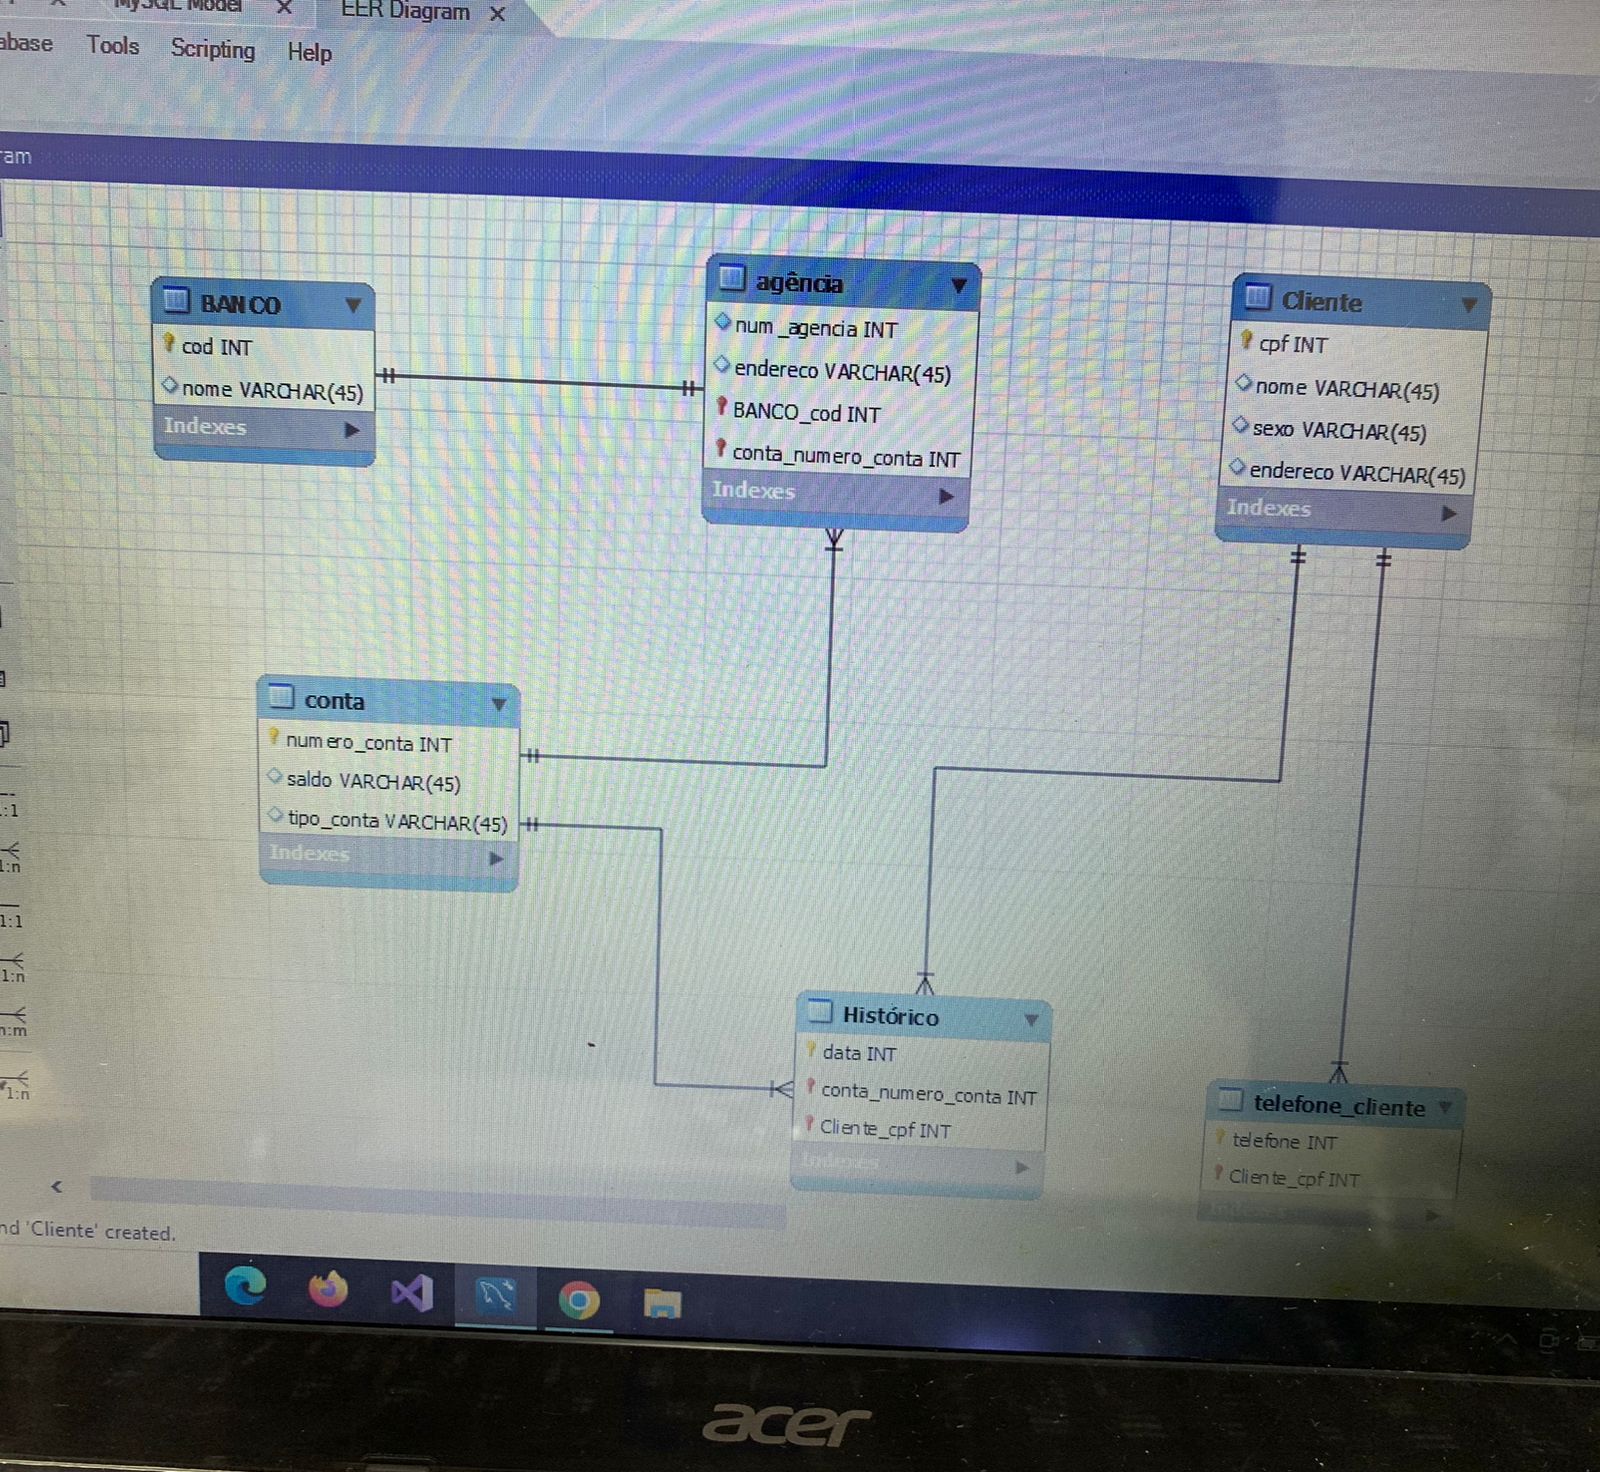 MySQL Model X
EER Diagram X
abase Tools Scripting Help
ram
BANCO
cod INT
nome VARCHAR(45)
Indexes
agência
num_agencia INT
endereco VARCHAR(45)
BANCO_cod INT
conta_numero_conta INT
Indexes
Cliente
cpf INT
nome VARCHAR(45)
sexo VARCHAR(45)
endereco VARCHAR(45)
Indexes
conta
numero_conta INT
saldo VARCHAR(45)
tipo_conta VARCHAR(45)
Indexes
:1
1:n
1:1
1:n
n:m
1:n
Histórico
data INT
conta_numero_conta INT
Cliente_cpf INT
Indexes
telefone_cliente
telefone INT
Cliente_cpf INT
Indexes
nd 'Cliente' created.
acer